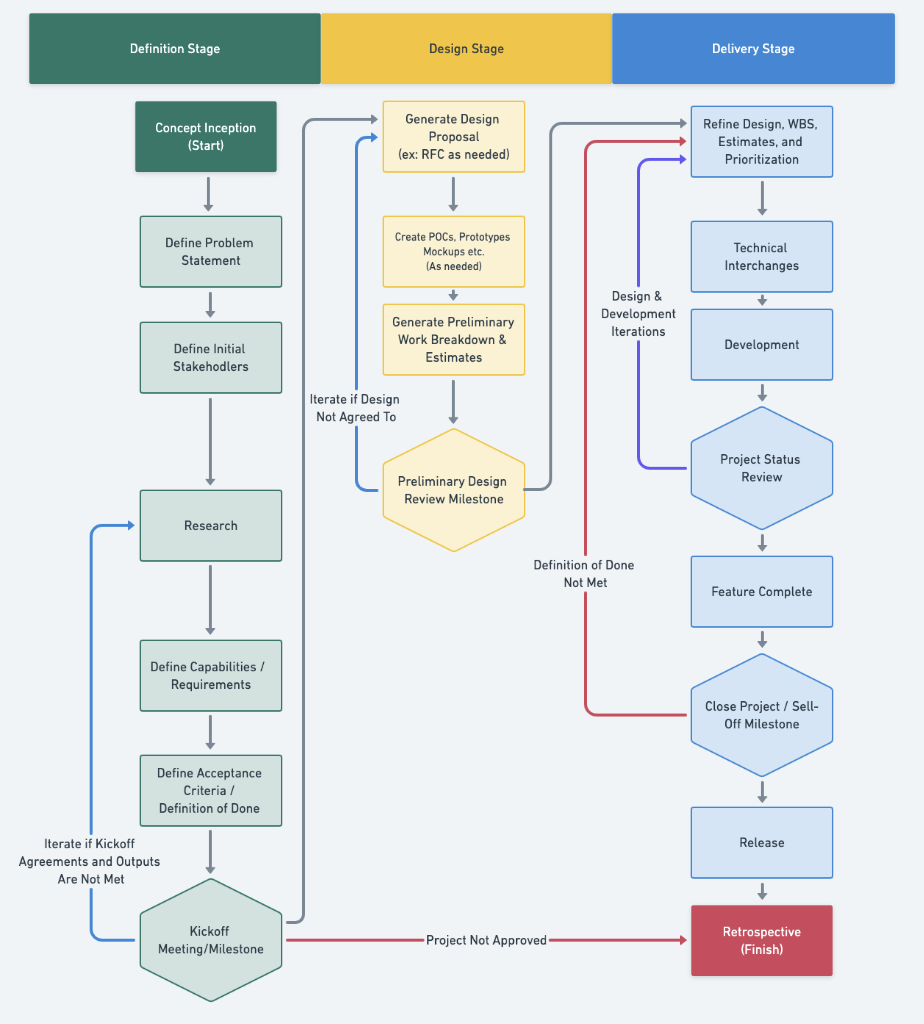 Definition Stage
Design Stage
Delivery Stage
Concept Inception
(Start)
Define Problem
Statement
Define Initial
Stakehodlers
Research
Define Capabilities /
Requirements
Define Acceptance
Criteria /
Definition of Done
Iterate if Kickoff
Agreements and Outputs
Are Not Met
Kickoff
Meeting/Milestone
Project Not Approved
Generate Design
Proposal
(ex: RFC as needed)
Create POCs, Prototypes
Mockups etc.
(As needed)
Generate Preliminary
Work Breakdown &
Estimates
Iterate if Design
Not Agreed To
Preliminary Design
Review Milestone
Refine Design, WBS,
Estimates, and
Prioritization
Technical
Interchanges
Design &
Development
Iterations
Development
Project Status
Review
Definition of Done
Not Met
Feature Complete
Close Project / Sell-
Off Milestone
Release
Retrospective
(Finish)